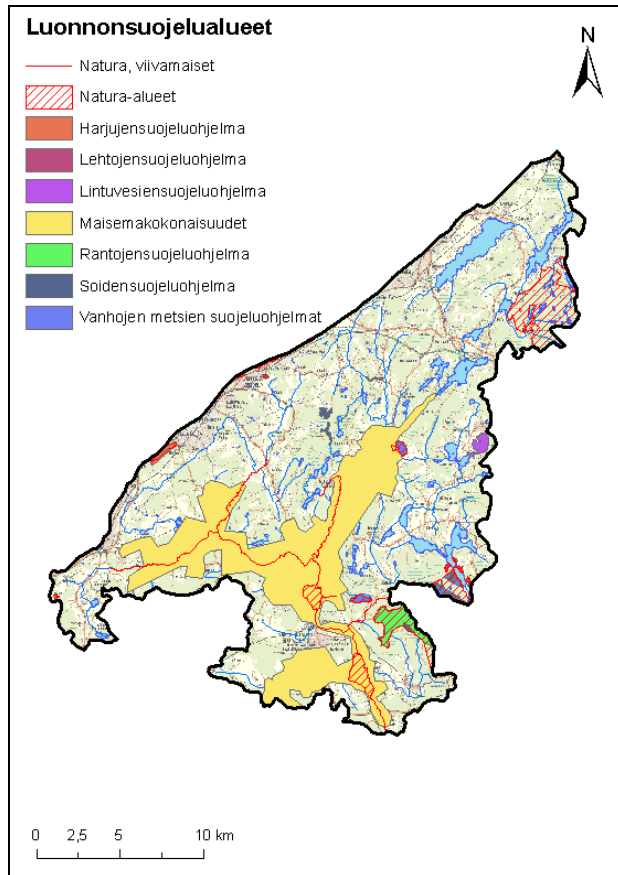 Luonnonsuojelualueet
N
Natura, viivamaiset
Natura-alueet
Harjujensuojeluohjelma
Lehtojensuojeluohjelma
Lintuvesiensuojeluohjelma
Maisemakokonaisuudet
Rantojensuojeluohjelma
Soidensuojeluohjelma
Vanhojen metsien suojeluohjelmat
0 2,5 5 10 km